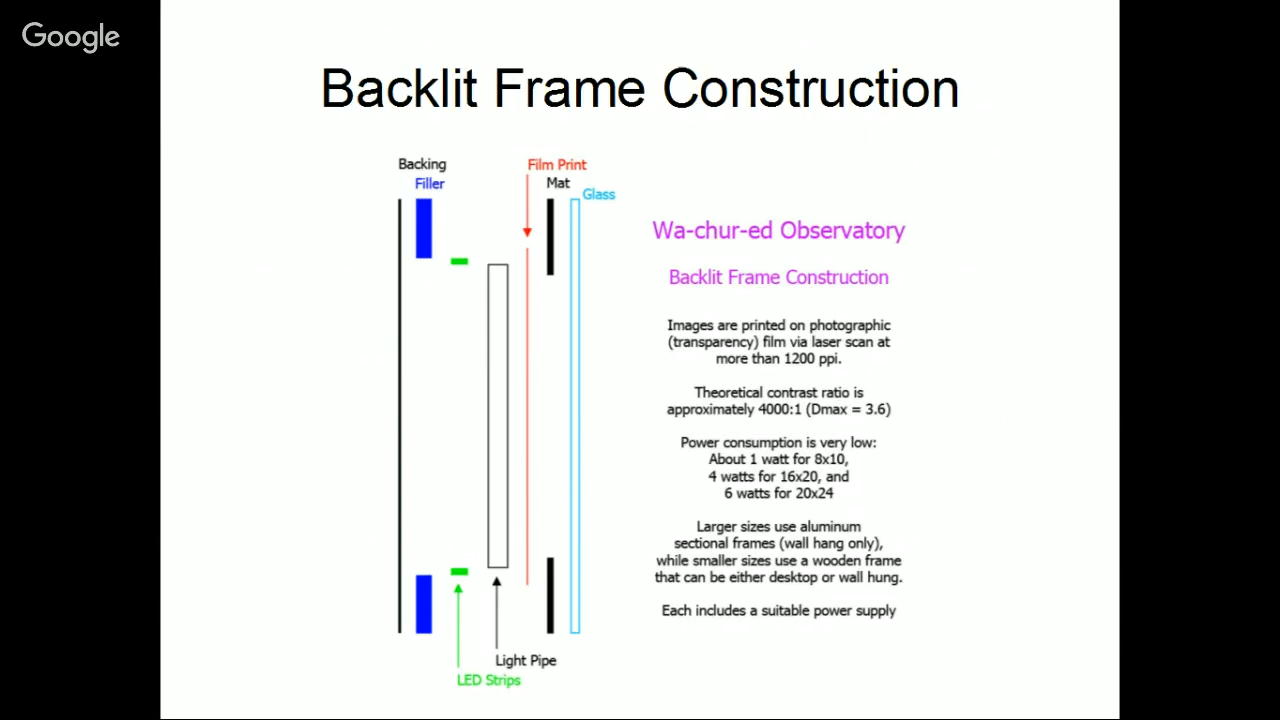 Google
Backlit Frame Construction
Backing
Filler
Film Print
Mat
Glass
Wa-chur-ed Observatory
Backlit Frame Construction
Images are printed on photographic
(transparency) film via laser scan at
more than 1200 ppi.
Theoretical contrast ratio is
approximately 4000:1 (Dmax = 3.6)
Power consumption is very low:
About 1 watt for 8x10,
4 watts for 16x20, and
6 watts for 20x24
Larger sizes use aluminum
sectional frames (wall hang only),
while smaller sizes use a wooden frame
that can be either desktop or wall hung.
Each includes a suitable power supply
Light Pipe
LED Strips